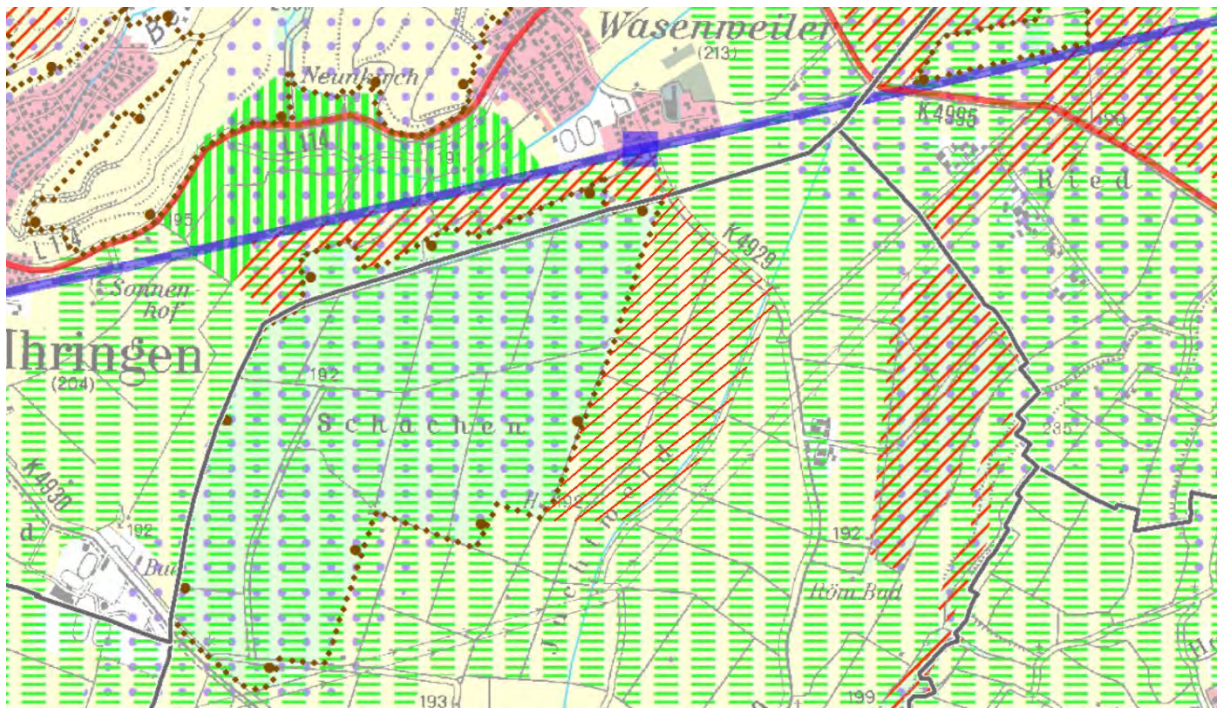 Wasenweiler
(213)
Neunkirch
L114
K4995
Ried
K4929
195
Sonnen-
hof
Ihringen
(204)
192
Schachen
235
K4930
192
d
192
193
199